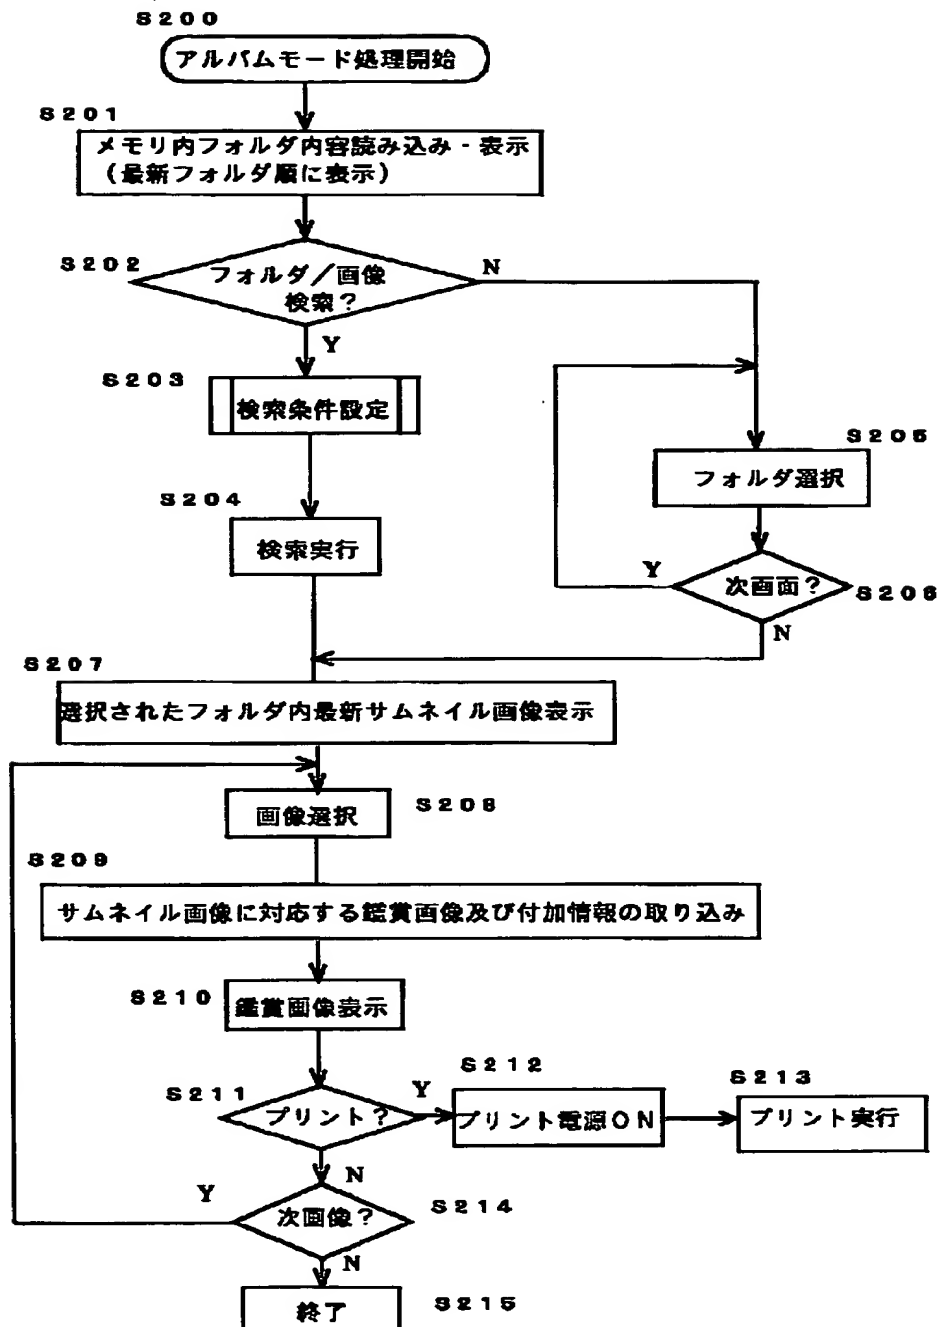 S200
アルバムモード処理開始
S201
メモリ内フォルダ内容読み込み - 表示
（最新フォルダ順に表示）
S202
フォルダ／画像
検索？
N
Y
S203
検索条件設定
S204
検索実行
S205
フォルダ選択
Y
次画面？
S206
N
S207
選択されたフォルダ内最新サムネイル画像表示
画像選択
S208
S209
サムネイル画像に対応する鑑賞画像及び付加情報の取り込み
S210
鑑賞画像表示
S211
プリント？
Y
S212
プリント電源ON
S213
プリント実行
N
Y
次画像？
S214
N
終了
S215